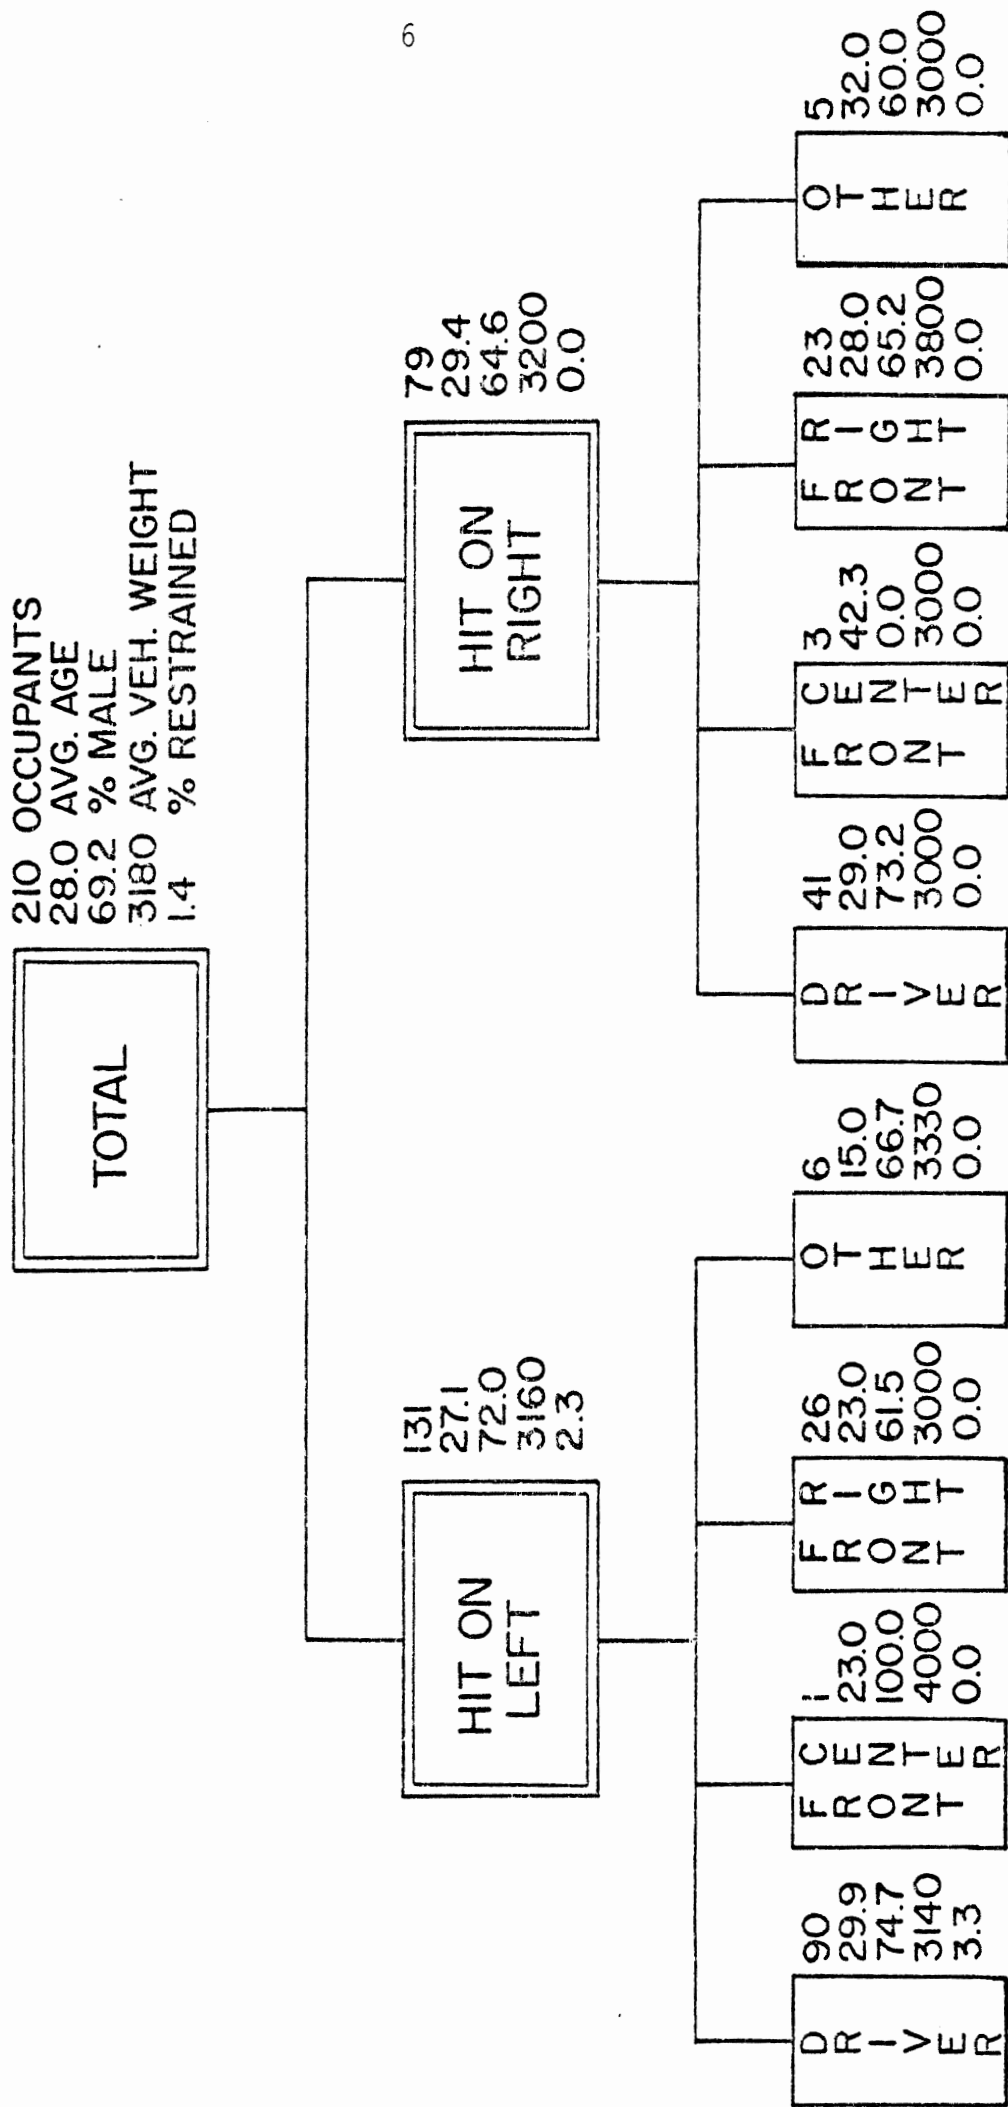 6
TOTAL
210 OCCUPANTS
28.0 AVG. AGE
69.2 % MALE
3180 AVG. VEH. WEIGHT
1.4 % RESTRAINED
HIT ON
LEFT
131
27.1
72.0
3160
2.3
HIT ON
RIGHT
79
29.4
64.6
3200
0.0
DRIVER
90
29.9
74.7
3140
3.3
FRONT
CENTER
1
23.0
100.0
4000
0.0
FRONT
RIGHT
26
23.0
61.5
3000
0.0
OTHER
6
15.0
66.7
3330
0.0
DRIVER
41
29.0
73.2
3000
0.0
FRONT
CENTER
3
42.3
0.0
3000
0.0
FRONT
RIGHT
23
28.0
65.2
3800
0.0
OTHER
5
32.0
60.0
3000
0.0